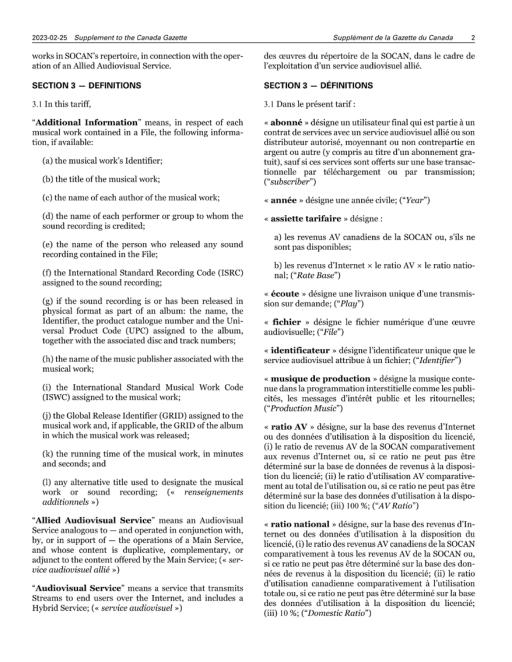 2023-02-25 Supplement to the Canada Gazette
Supplément de la Gazette du Canada 2
works in SOCAN's repertoire, in connection with the oper-
ation of an Allied Audiovisual Service.
SECTION 3 — DEFINITIONS
3.1 In this tariff,
"Additional Information" means, in respect of each
musical work contained in a File, the following informa-
tion, if available:
(a) the musical work's Identifier;
(b) the title of the musical work;
(c) the name of each author of the musical work;
(d) the name of each performer or group to whom the
sound recording is credited;
(e) the name of the person who released any sound
recording contained in the File;
(f) the International Standard Recording Code (ISRC)
assigned to the sound recording;
(g) if the sound recording is or has been released in
physical format as part of an album: the name, the
Identifier, the product catalogue number and the Uni-
versal Product Code (UPC) assigned to the album,
together with the associated disc and track numbers;
(h) the name of the music publisher associated with the
musical work;
(i) the International Standard Musical Work Code
(ISWC) assigned to the musical work;
(j) the Global Release Identifier (GRID) assigned to the
musical work and, if applicable, the GRID of the album
in which the musical work was released;
(k) the running time of the musical work, in minutes
and seconds; and
(l) any alternative title used to designate the musical
work or sound recording; (« renseignements
additionnels »)
"Allied Audiovisual Service" means an Audiovisual
Service analogous to — and operated in conjunction with,
by, or in support of — the operations of a Main Service,
and whose content is duplicative, complementary, or
adjunct to the content offered by the Main Service; (« ser-
vice audiovisuel allié »)
"Audiovisual Service" means a service that transmits
Streams to end users over the Internet, and includes a
Hybrid Service; (« service audiovisuel »)
des œuvres du répertoire de la SOCAN, dans le cadre de
l'exploitation d'un service audiovisuel allié.
SECTION 3 — DÉFINITIONS
3.1 Dans le présent tarif :
« abonné » désigne un utilisateur final qui est partie à un
contrat de services avec un service audiovisuel allié ou son
distributeur autorisé, moyennant ou non contrepartie en
argent ou autre (y compris au titre d'un abonnement gra-
tuit), sauf si ces services sont offerts sur une base transac-
tionnelle par téléchargement ou par transmission;
("subscriber")
« année » désigne une année civile; ("Year")
« assiette tarifaire » désigne :
a) les revenus AV canadiens de la SOCAN ou, s'ils ne
sont pas disponibles;
b) les revenus d'Internet × le ratio AV × le ratio natio-
nal; ("Rate Base")
« écoute » désigne une livraison unique d'une transmis-
sion sur demande; ("Play")
« fichier » désigne le fichier numérique d'une œuvre
audiovisuelle; ("File")
« identificateur » désigne l'identificateur unique que le
service audiovisuel attribue à un fichier; ("Identifier")
« musique de production » désigne la musique conte-
nue dans la programmation interstitielle comme les publi-
cités, les messages d'intérêt public et les ritournelles;
("Production Music")
« ratio AV » désigne, sur la base des revenus d'Internet
ou des données d'utilisation à la disposition du licencié,
(i) le ratio de revenus AV de la SOCAN comparativement
aux revenus d'Internet ou, si ce ratio ne peut pas être
déterminé sur la base de données de revenus à la disposi-
tion du licencié; (ii) le ratio d'utilisation AV comparative-
ment au total de l'utilisation ou, si ce ratio ne peut pas être
déterminé sur la base des données d'utilisation à la dispo-
sition du licencié; (iii) 100 %; ("AV Ratio")
« ratio national » désigne, sur la base des revenus d'In-
ternet ou des données d'utilisation à la disposition du
licencié, (i) le ratio des revenus AV canadiens de la SOCAN
comparativement à tous les revenus AV de la SOCAN ou,
si ce ratio ne peut pas être déterminé sur la base des don-
nées de revenus à la disposition du licencié; (ii) le ratio
d'utilisation canadienne comparativement à l'utilisation
totale ou, si ce ratio ne peut pas être déterminé sur la base
des données d'utilisation à la disposition du licencié;
(iii) 10 %; ("Domestic Ratio")